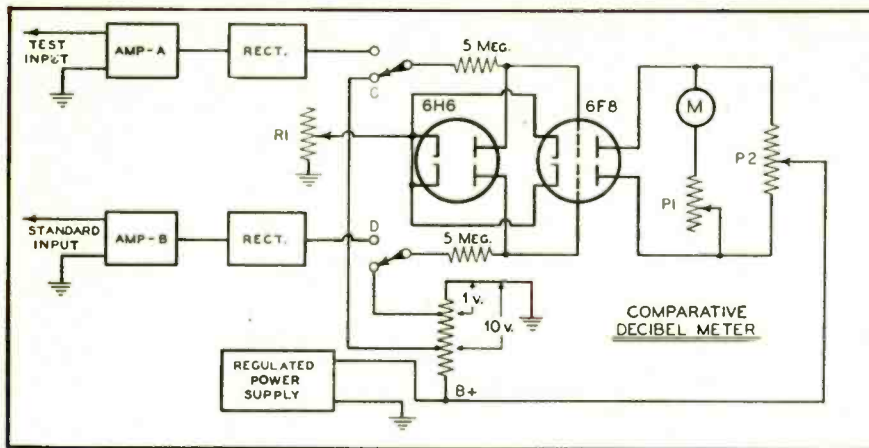 TEST
INPUT
AMP-A
RECT.
5 MEG.
C
6H6
6F8
M
R1
P2
P1
STANDARD
INPUT
AMP-B
RECT.
D
5 MEG.
1 v.
10 v.
COMPARATIVE
DECIBEL METER
REGULATED
POWER
SUPPLY
B+